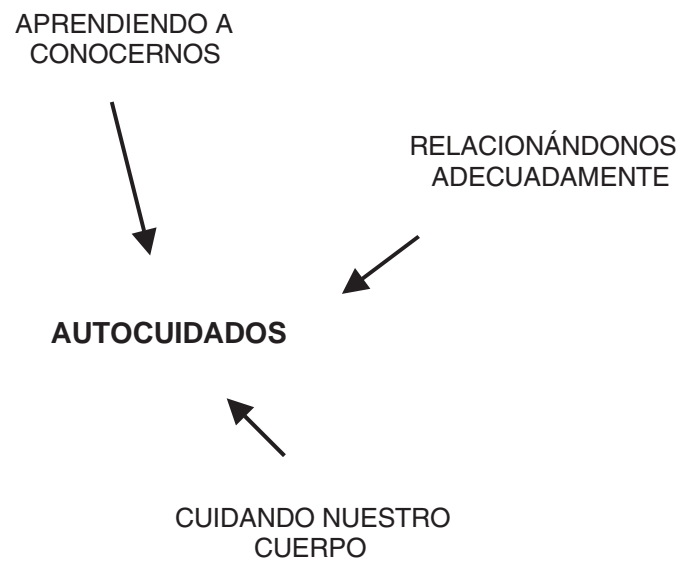 APRENDIENDO A
CONOCERNOS
RELACIONÁNDONOS
ADECUADAMENTE
AUTOCUIDADOS
CUIDANDO NUESTRO
CUERPO